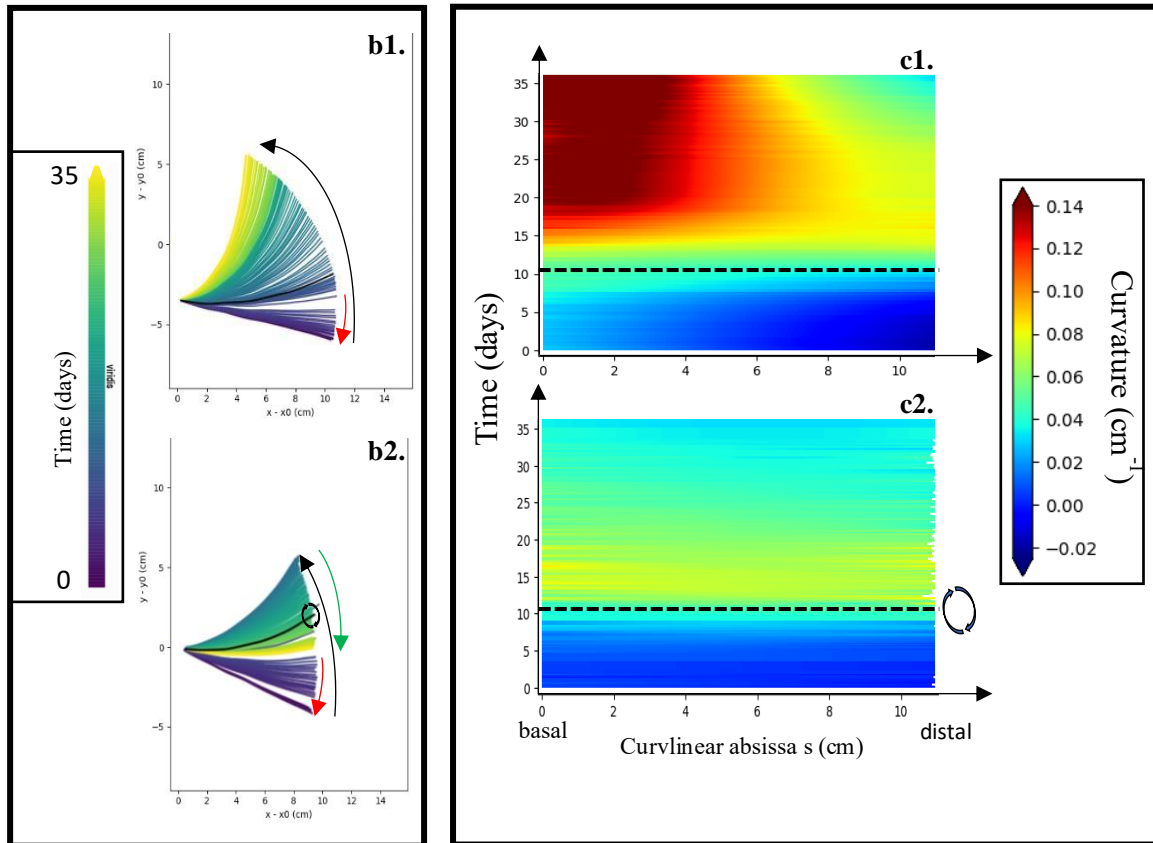 b1.
10
5
0
−5
y - y0 (cm)
0 2 4 6 8 10 12 14
x - x0 (cm)
35
0
Time (days)
viridis
b2.
10
5
0
−5
y - y0 (cm)
0 2 4 6 8 10 12 14
x - x0 (cm)
c1.
35
30
25
20
15
10
5
0
0 2 4 6 8 10
Time (days)
c2.
35
30
25
20
15
10
5
0
0 2 4 6 8 10
basal
Curvlinear absissa s (cm)
distal
0.14
0.12
0.10
0.08
0.06
0.04
0.02
0.00
−0.02
Curvature (cm⁻¹)